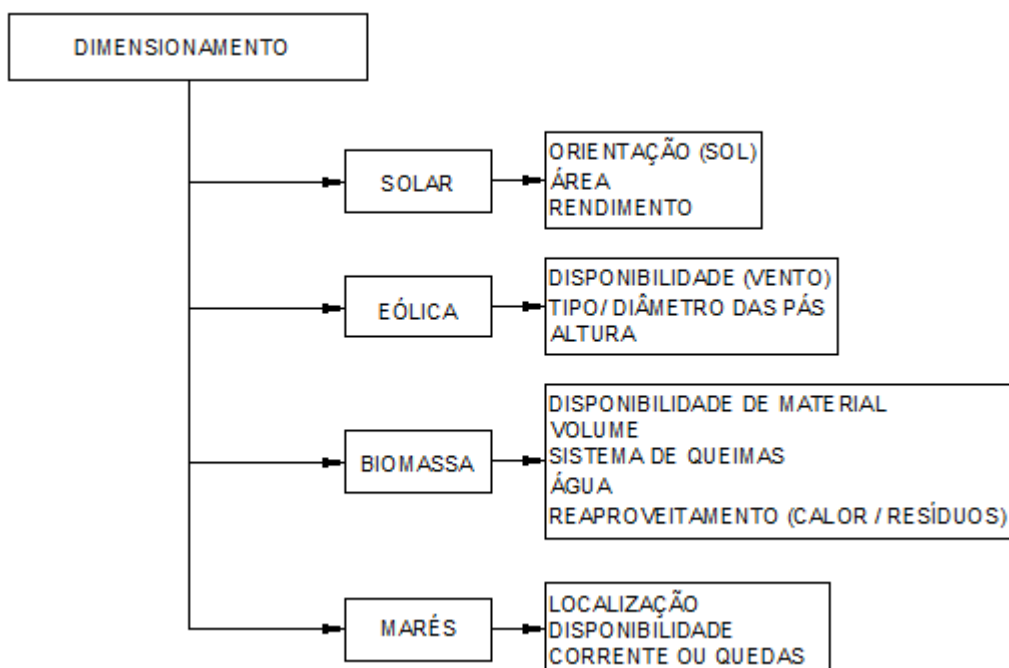 DIMENSIONAMENTO
SOLAR
ORIENTAÇÃO (SOL)
ÁREA
RENDIMENTO
EÓLICA
DISPONIBILIDADE (VENTO)
TIPO/ DIÂMETRO DAS PÁS
ALTURA
BIOMASSA
DISPONIBILIDADE DE MATERIAL
VOLUME
SISTEMA DE QUEIMAS
ÁGUA
REAPROVEITAMENTO (CALOR / RESÍDUOS)
MARÉS
LOCALIZAÇÃO
DISPONIBILIDADE
CORRENTE OU QUEDAS